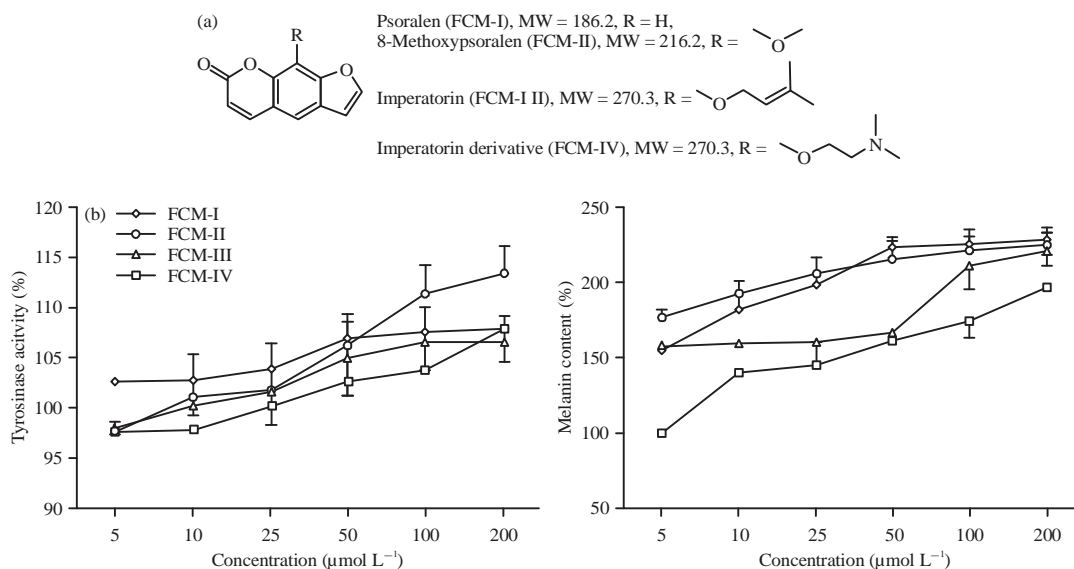 (a)
Psoralen (FCM-I), MW = 186.2, R = H,
8-Methoxypsoralen (FCM-II), MW = 216.2, R =
O
R
O
O
O
Imperatorin (FCM-I II), MW = 270.3, R =
O
Imperatorin derivative (FCM-IV), MW = 270.3, R =
O
N
(b)
FCM-I
FCM-II
FCM-III
FCM-IV
120
115
110
105
100
95
90
Tyrosinase acitvity (%)
5 10 25 50 100 200
Concentration (µmol L⁻¹)
250
200
150
100
50
Melanin content (%)
5 10 25 50 100 200
Concentration (µmol L⁻¹)